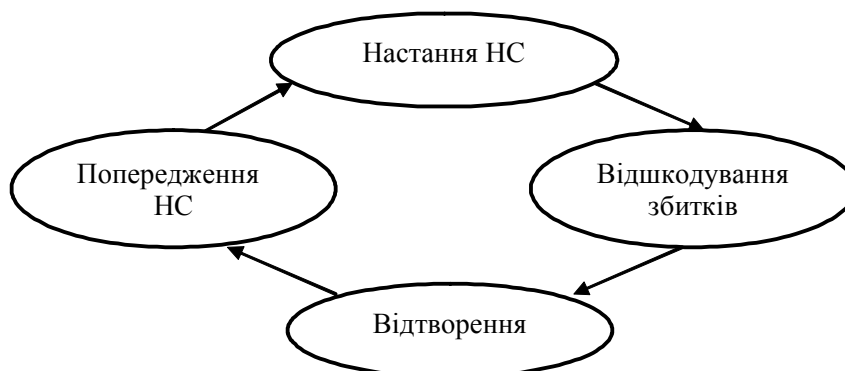 Настання НС
Попередження
НС
Відшкодування
збитків
Відтворення